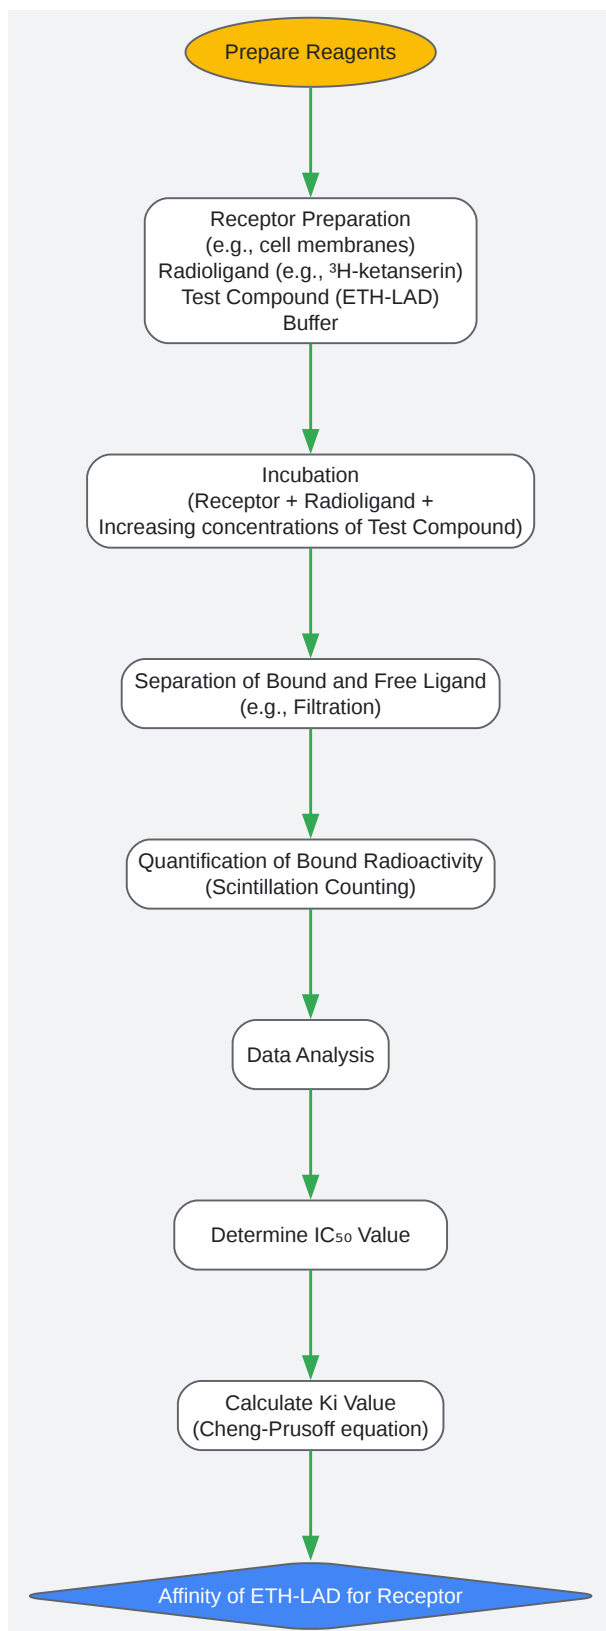 Prepare Reagents
Receptor Preparation
(e.g., cell membranes)
Radioligand (e.g., ³H-ketanserin)
Test Compound (ETH-LAD)
Buffer
Incubation
(Receptor + Radioligand +
Increasing concentrations of Test Compound)
Separation of Bound and Free Ligand
(e.g., Filtration)
Quantification of Bound Radioactivity
(Scintillation Counting)
Data Analysis
Determine IC₅₀ Value
Calculate Ki Value
(Cheng-Prusoff equation)
Affinity of ETH-LAD for Receptor